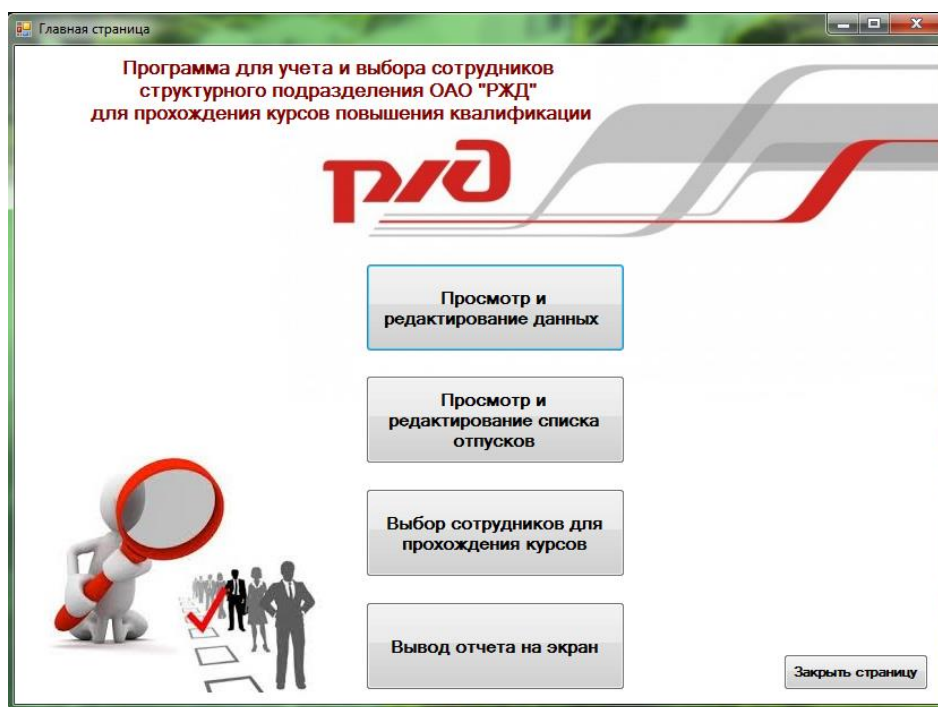 Главная страница
Программа для учета и выбора сотрудников
структурного подразделения ОАО "РЖД"
для прохождения курсов повышения квалификации
ржд
Просмотр и
редактирование данных
Просмотр и
редактирование списка
отпусков
Выбор сотрудников для
прохождения курсов
Вывод отчета на экран
Закрыть страницу